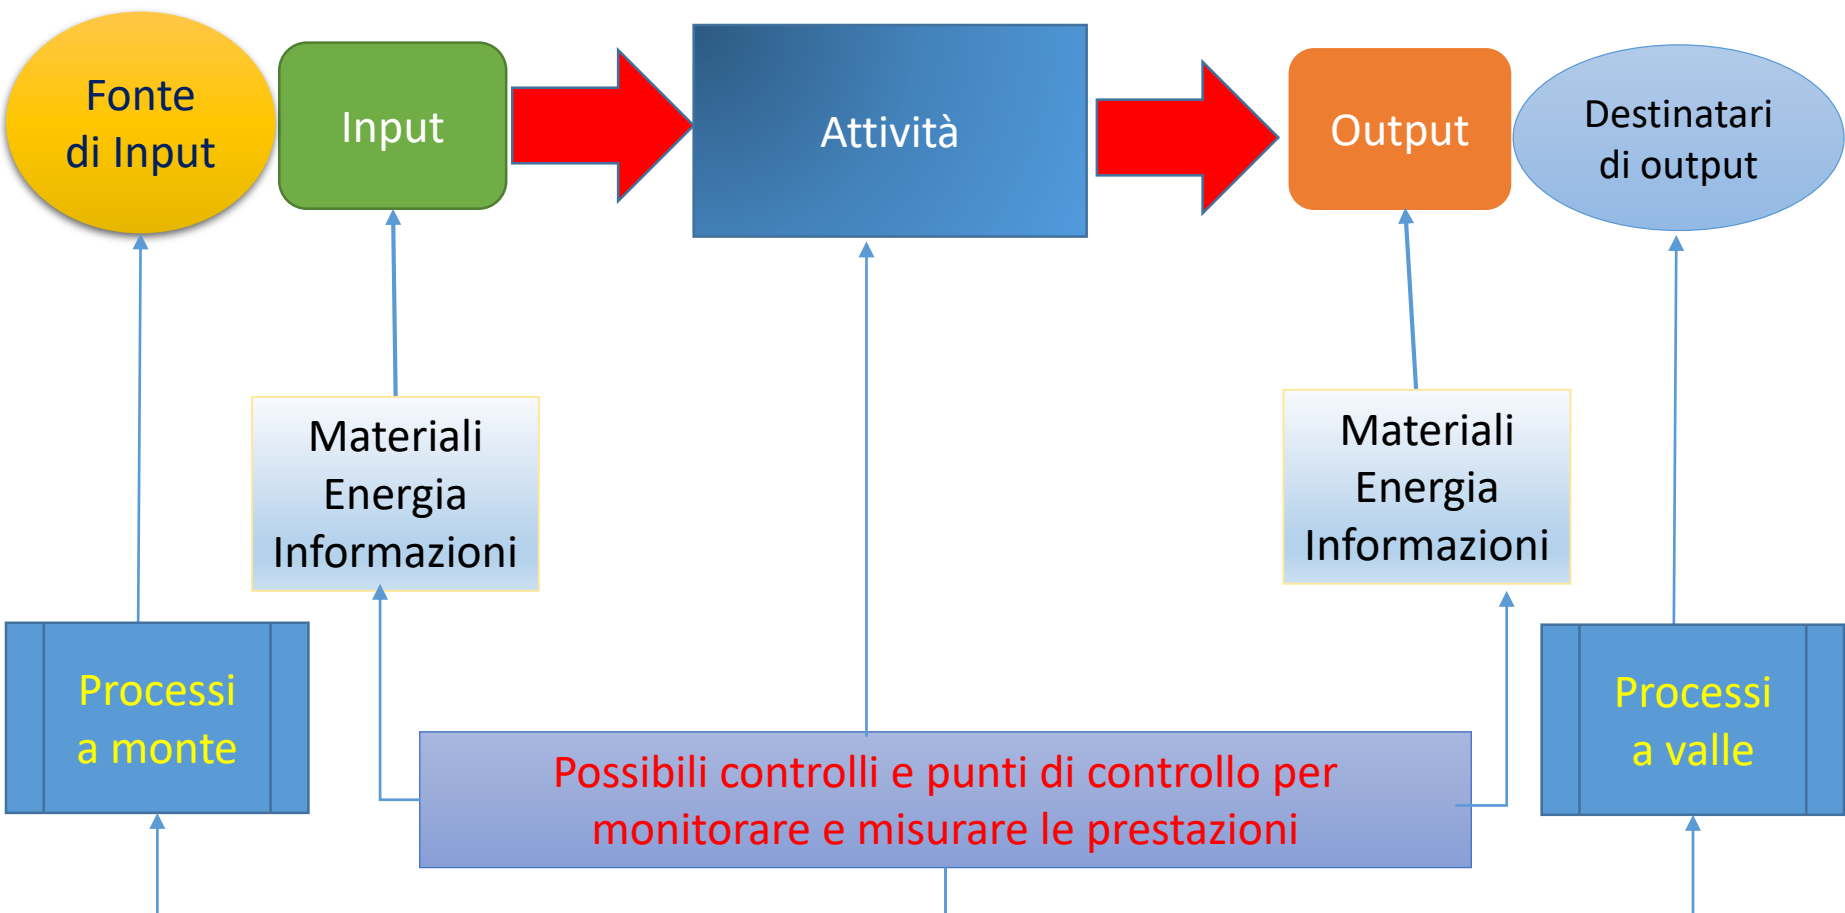 Fonte
di Input
Input
Attività
Output
Destinatari
di output
Materiali
Energia
Informazioni
Materiali
Energia
Informazioni
Processi
a monte
Possibili controlli e punti di controllo per
monitorare e misurare le prestazioni
Processi
a valle